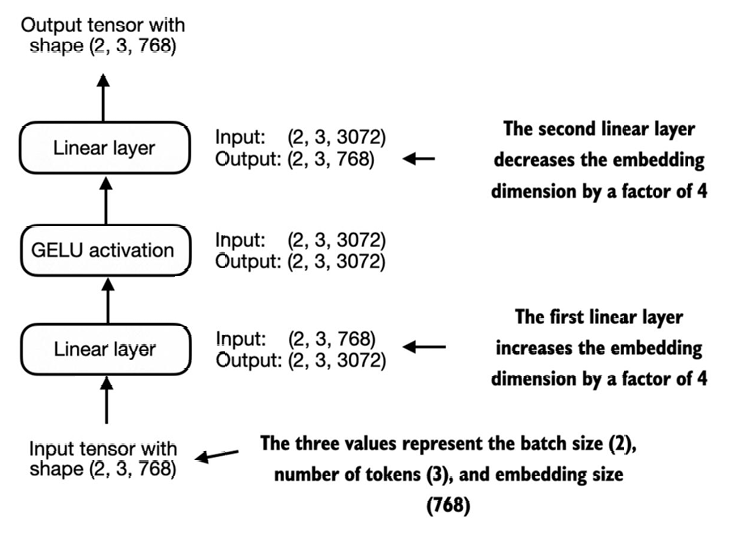 Output tensor with
shape (2, 3, 768)
Linear layer
Input: (2, 3, 3072)
Output: (2, 3, 768)
The second linear layer
decreases the embedding
dimension by a factor of 4
GELU activation
Input: (2, 3, 3072)
Output: (2, 3, 3072)
Linear layer
Input: (2, 3, 768)
Output: (2, 3, 3072)
The first linear layer
increases the embedding
dimension by a factor of 4
Input tensor with
shape (2, 3, 768)
The three values represent the batch size (2),
number of tokens (3), and embedding size
(768)